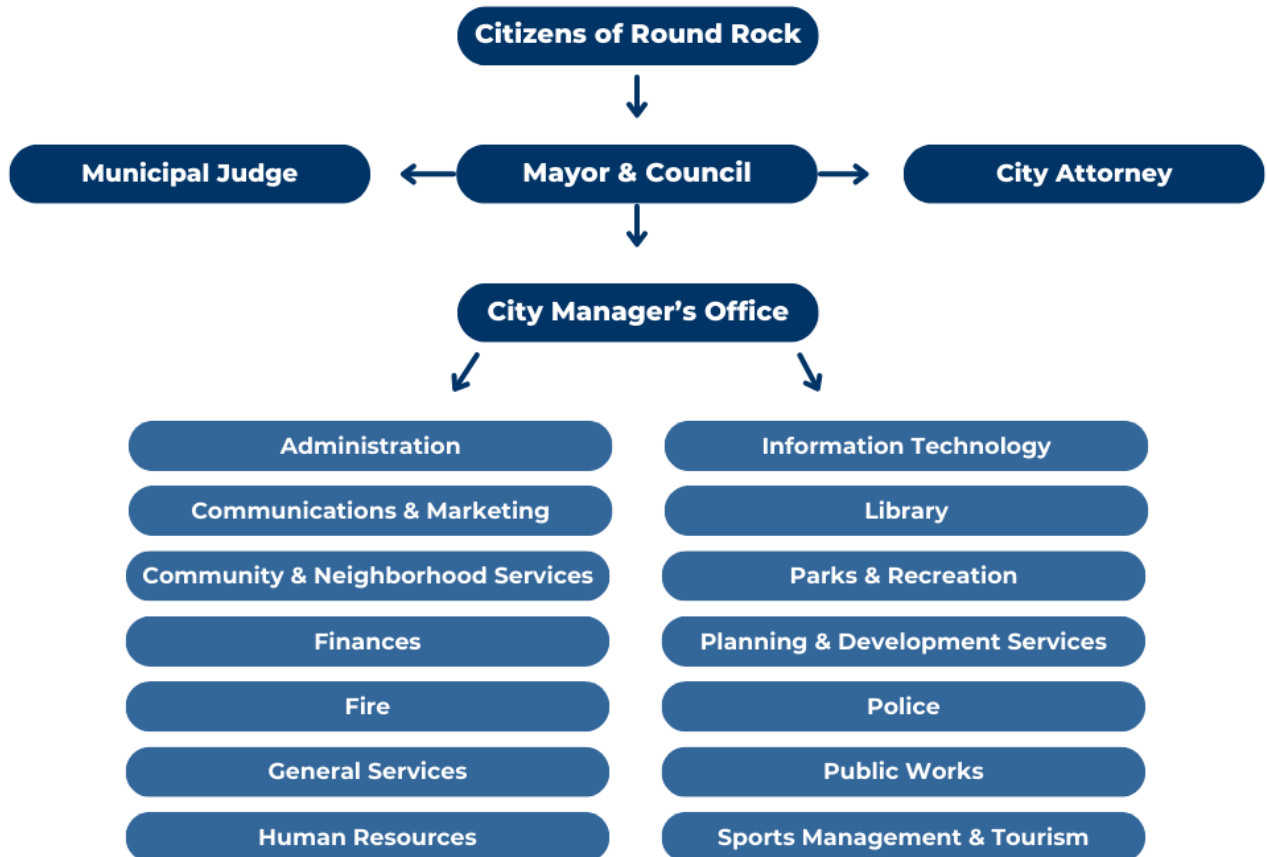 Citizens of Round Rock
Municipal Judge
Mayor & Council
City Attorney
City Manager’s Office
Administration
Communications & Marketing
Community & Neighborhood Services
Finances
Fire
General Services
Human Resources
Information Technology
Library
Parks & Recreation
Planning & Development Services
Police
Public Works
Sports Management & Tourism